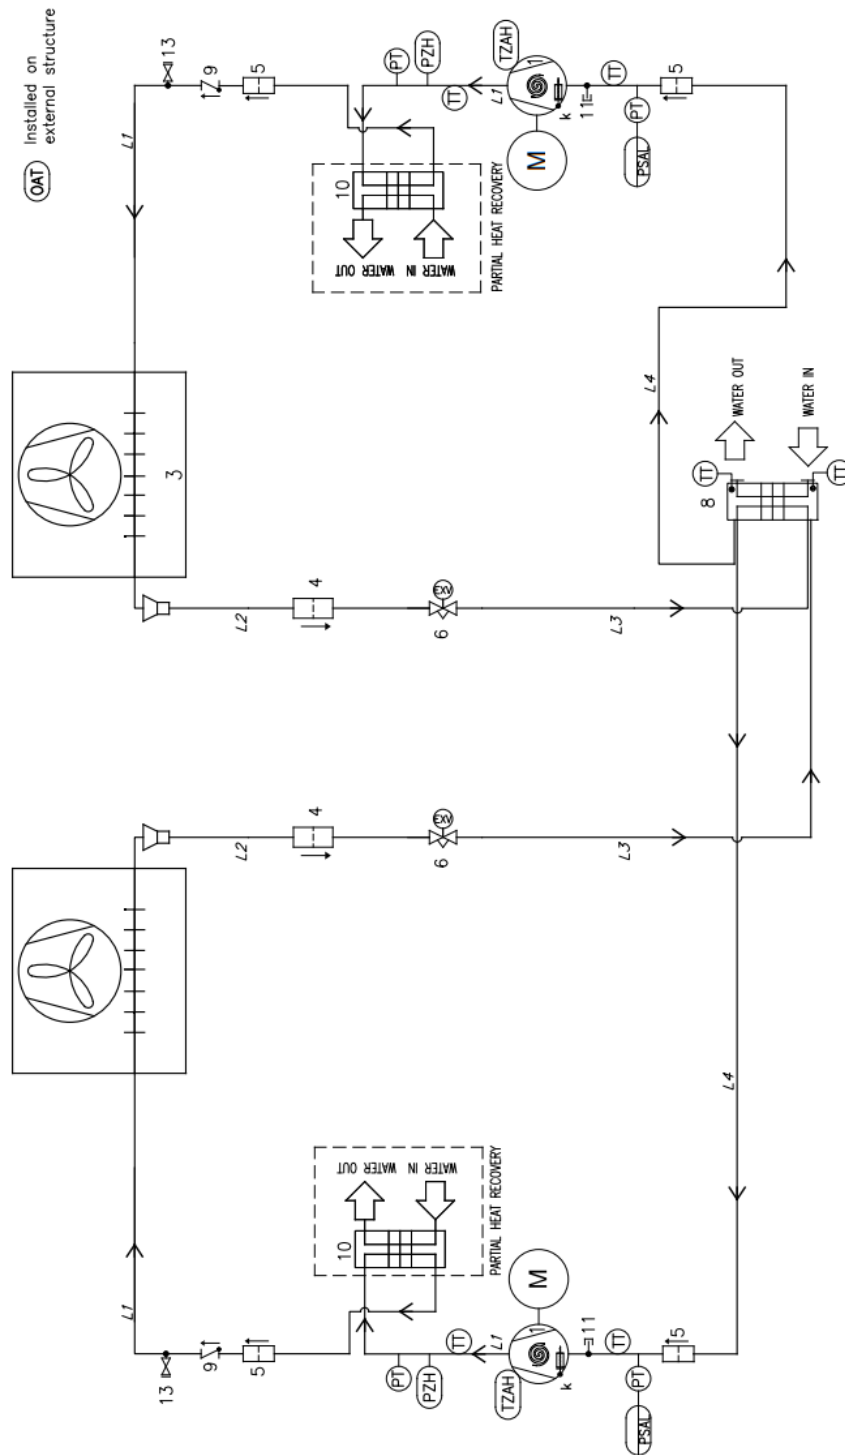 OAT
Installed on
external structure
L1
13
9
5
PT
PZH
TT
TZAH
L1
1
k
M
11
TT
PT
PSAL
5
10
WATER OUT
WATER IN
PARTIAL HEAT RECOVERY
3
L2
4
EXV
6
L3
L4
8
TT
TT
WATER OUT
WATER IN
L2
4
EXV
6
L3
L4
L1
13
9
5
10
WATER OUT
WATER IN
PARTIAL HEAT RECOVERY
PT
PZH
TT
TZAH
L1
1
k
M
11
TT
PT
PSAL
5